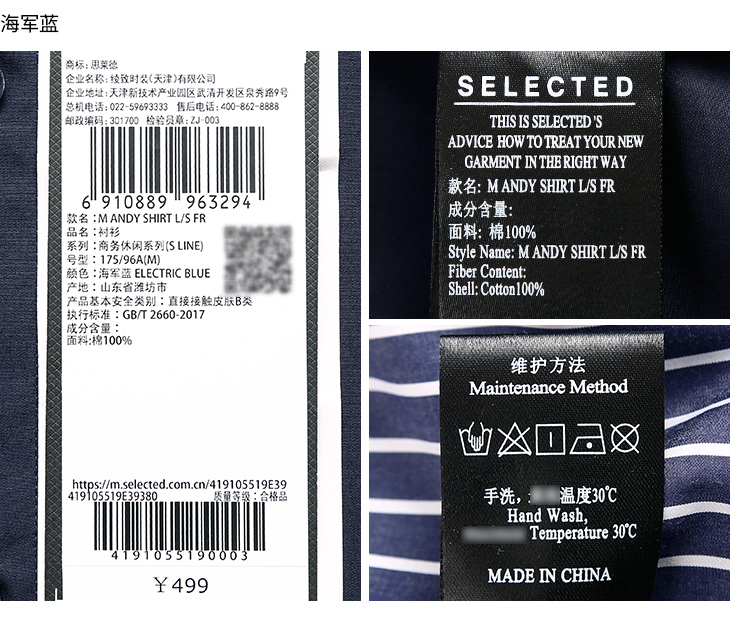 海军蓝
商标: 思莱德
企业名称: 绫致时装(天津)有限公司
企业地址: 天津新技术产业园区武清开发区泉秀路9号
总机电话: 022-59693333 售后电话: 400-862-8888
邮政编码: 301700 检验员章: ZJ-003
6 910889 963294
款名：M ANDY SHIRT L/S FR
品名：衬衫
系列：商务休闲系列(S LINE)
号型：175/96A(M)
颜色：海军蓝 ELECTRIC BLUE
产地：山东省潍坊市
产品基本安全类别：直接接触皮肤B类
执行标准：GB/T 2660-2017
成分含量：
面料:棉100%
https://m.selected.com.cn/419105519E39
419105519E39380 质量等级：合格品
4191055190003
￥499
SELECTED
THIS IS SELECTED 'S
ADVICE HOW TO TREAT YOUR NEW
GARMENT IN THE RIGHT WAY
款名: M ANDY SHIRT L/S FR
成分含量:
面料: 棉100%
Style Name: M ANDY SHIRT L/S FR
Fiber Content:
Shell: Cotton100%
维护方法
Maintenance Method
手洗, 温度30℃
Hand Wash,
Temperature 30℃
MADE IN CHINA